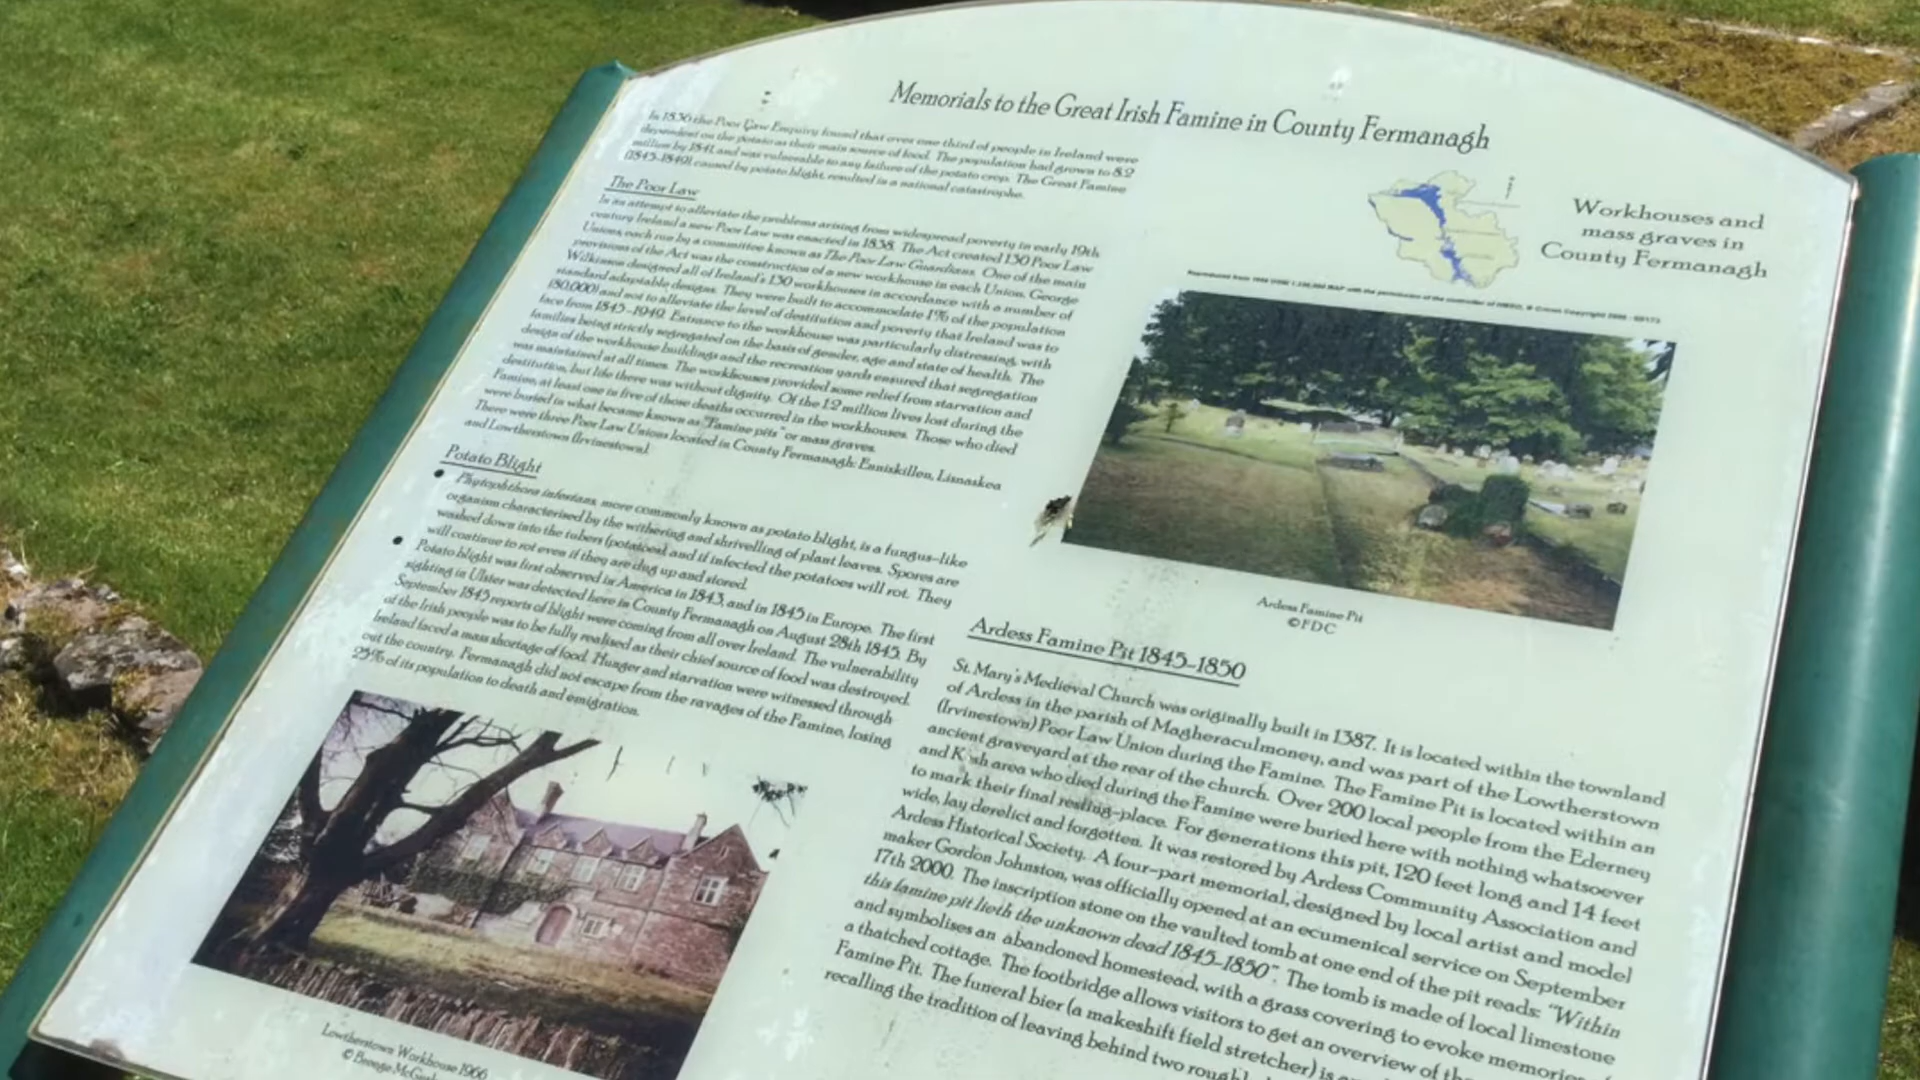 Memorials to the Great Irish Famine in County Fermanagh
In 1836 the Poor Law Enquiry found that over one third of people in Ireland were
dependent on the potato as their main source of food. The population had grown to 8.2
million by 1841, and was vulnerable to any failure of the potato crop. The Great Famine
(1845-1849), caused by potato blight, resulted in a national catastrophe.
The Poor Law
In an attempt to alleviate the problems arising from widespread poverty in early 19th
century Ireland a new Poor Law was enacted in 1838. The Act created 130 Poor Law
Unions, each run by a committee known as The Poor Law Guardians. One of the main
provisions of the Act was the construction of a new workhouse in each Union. George
Wilkinson designed all of Ireland's 130 workhouses in accordance with a number of
standard adaptable designs. They were built to accommodate 1% of the population
(80,000) and not to alleviate the level of destitution and poverty that Ireland was to
face from 1845-1949. Entrance to the workhouse was particularly distressing, with
families being strictly segregated on the basis of gender, age and state of health. The
design of the workhouse buildings and the recreation yards ensured that segregation
was maintained at all times. The workhouses provided some relief from starvation and
destitution, but life there was without dignity. Of the 1.2 million lives lost during the
Famine, at least one in five of those deaths occurred in the workhouses. Those who died
were buried in what became known as "Famine pits" or mass graves.
There were three Poor Law Unions located in County Fermanagh: Enniskillen, Lisnaskea
and Lowtherstown (Irvinestown).
Potato Blight
• Phytophthora infestans, more commonly known as potato blight, is a fungus-like
organism characterised by the withering and shrivelling of plant leaves. Spores are
washed down into the tubers (potatoes), and if infected the potatoes will rot. They
will continue to rot even if they are dug up and stored.
• Potato blight was first observed in America in 1843, and in 1845 in Europe. The first
sighting in Ulster was detected here in County Fermanagh on August 28th 1845. By
September 1845 reports of blight were coming from all over Ireland. The vulnerability
of the Irish people was to be fully realised as their chief source of food was destroyed.
Ireland faced a mass shortage of food. Hunger and starvation were witnessed through
out the country. Fermanagh did not escape from the ravages of the Famine, losing
25% of its population to death and emigration.
Lowtherstown Workhouse 1966
©
Workhouses and
mass graves in
County Fermanagh
Reproduced from MAP with the permission of the controller of HMSO, © Crown Copyright
Ardess Famine Pit
©FDC
Ardess Famine Pit 1845-1850
St. Mary's Medieval Church was originally built in 1387. It is located within the townland
of Ardess in the parish of Magheraculmoney, and was part of the Lowtherstown
(Irvinestown) Poor Law Union during the Famine. The Famine Pit is located within an
ancient graveyard at the rear of the church. Over 200 local people from the Ederney
and K sh area who died during the Famine were buried here with nothing whatsoever
to mark their final resting-place. For generations this pit, 120 feet long and 14 feet
wide, lay derelict and forgotten. It was restored by Ardess Community Association and
Ardess Historical Society. A four-part memorial, designed by local artist and model
maker Gordon Johnston, was officially opened at an ecumenical service on September
17th 2000. The inscription stone on the vaulted tomb at one end of the pit reads: "Within
this famine pit lieth the unknown dead 1845-1850". The tomb is made of local limestone
and symbolises an abandoned homestead, with a grass covering to evoke memories of
a thatched cottage. The footbridge allows visitors to get an overview of the
Famine Pit. The funeral bier (a makeshift field stretcher) is
recalling the tradition of leaving behind two